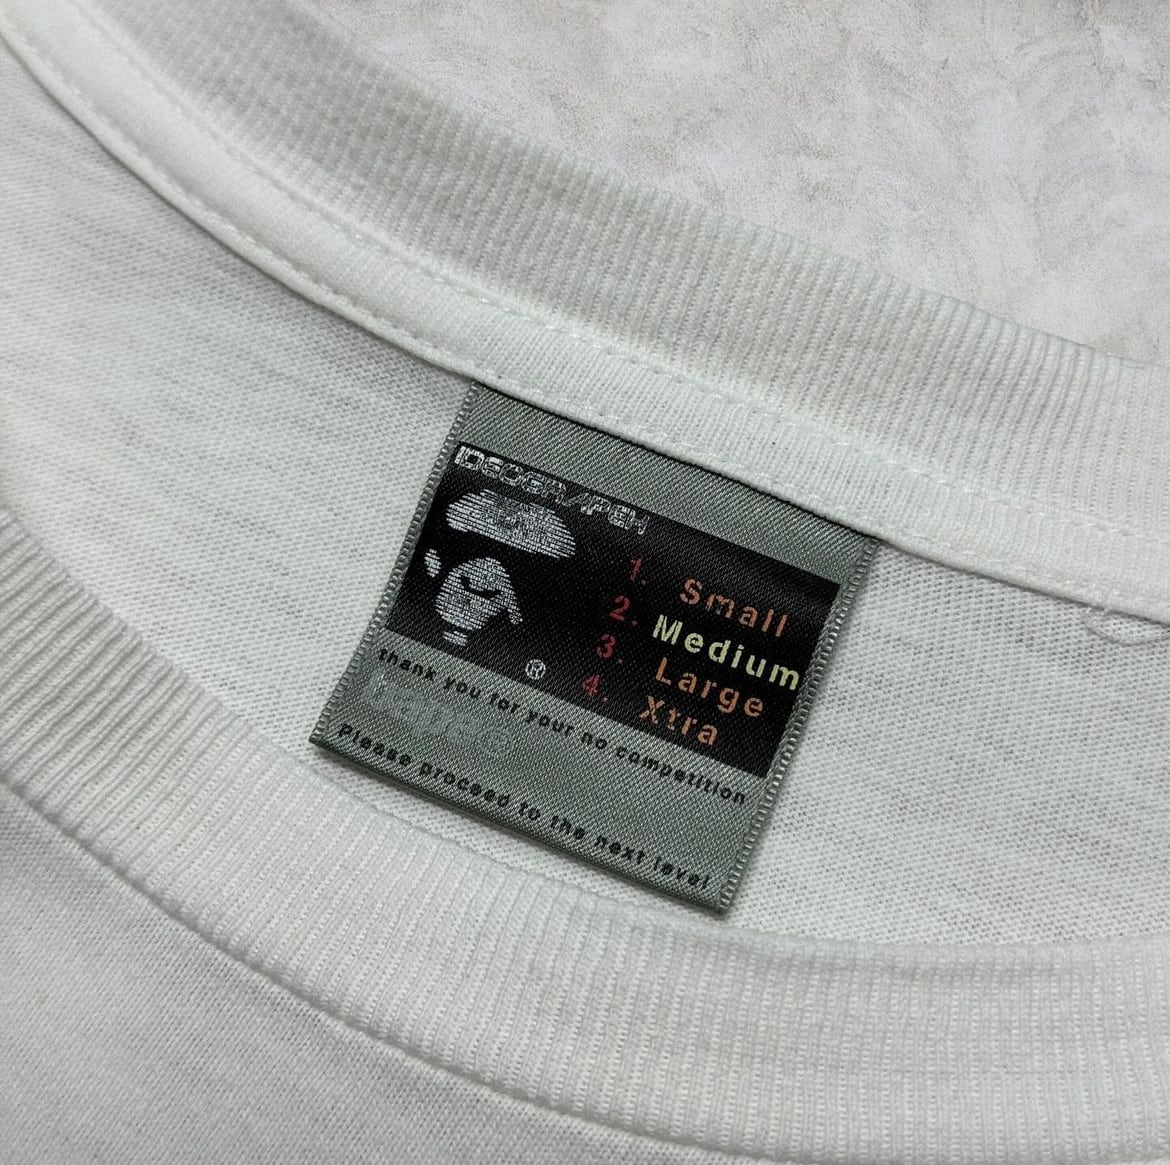 ®
1. Small
2. Medium
3. Large
4. Xtra
thank you for your no competition
Please proceed to the next level